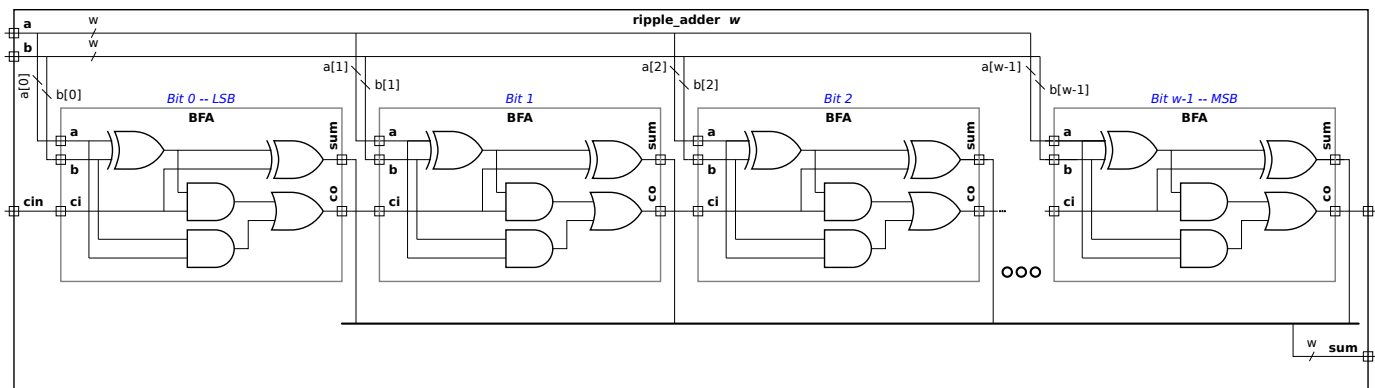 ripple_adder w
a
w
b
w
a[0]
b[0]
a[1]
b[1]
a[2]
b[2]
a[w-1]
b[w-1]
Bit 0 -- LSB
BFA
a
b
ci
sum
co
Bit 1
BFA
a
b
ci
sum
co
Bit 2
BFA
a
b
ci
sum
co
Bit w-1 -- MSB
BFA
a
b
ci
sum
co
cin
w
sum